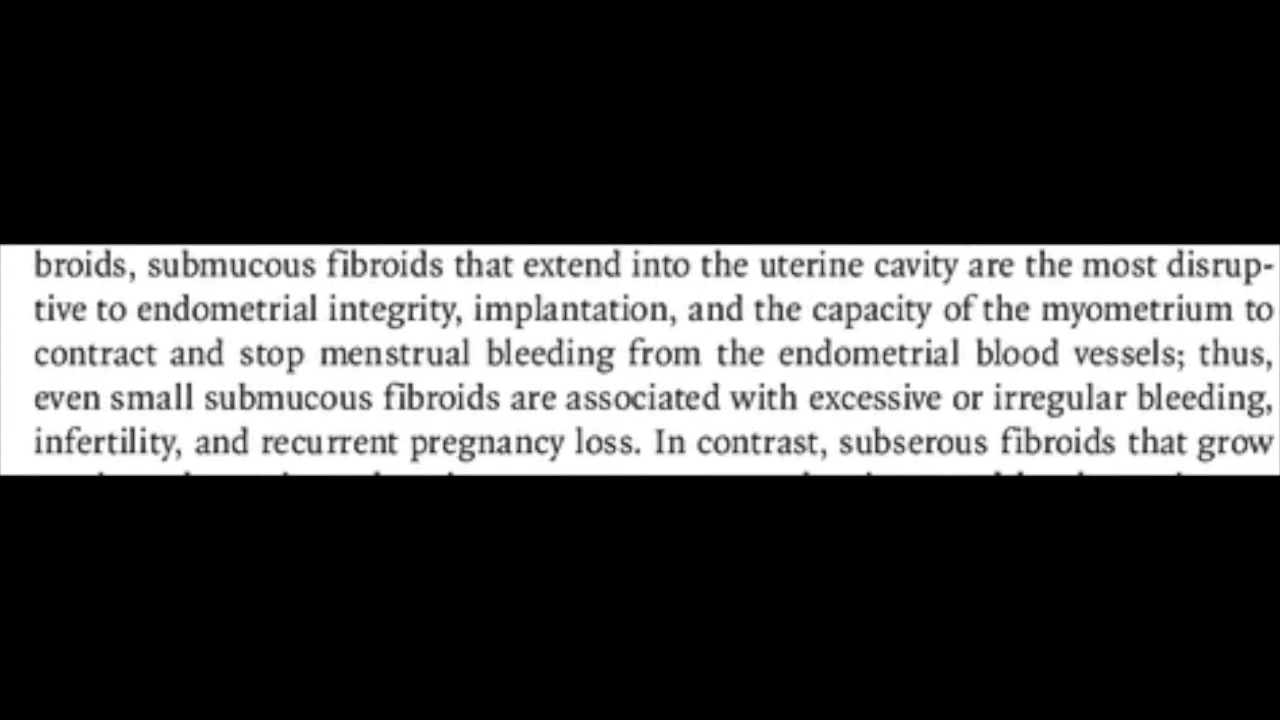 broids, submucous fibroids that extend into the uterine cavity are the most disrup-
tive to endometrial integrity, implantation, and the capacity of the myometrium to
contract and stop menstrual bleeding from the endometrial blood vessels; thus,
even small submucous fibroids are associated with excessive or irregular bleeding,
infertility, and recurrent pregnancy loss. In contrast, subserous fibroids that grow